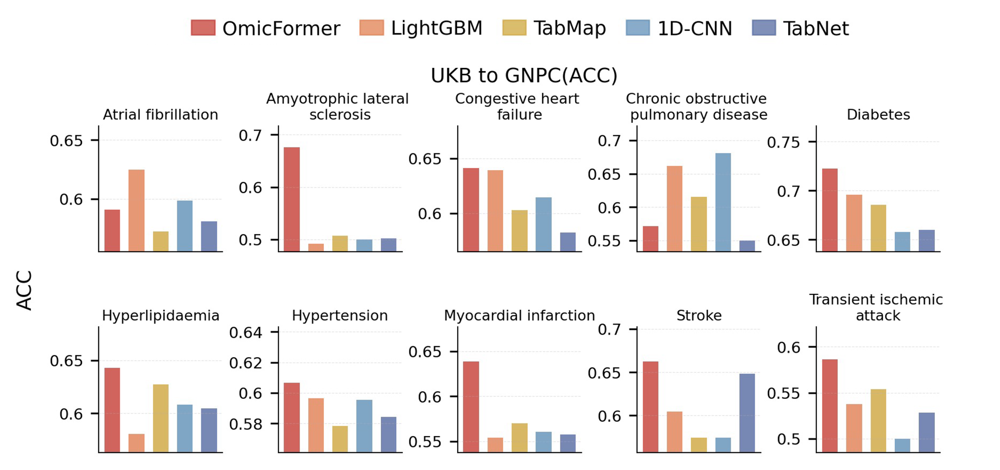 OmicFormer LightGBM TabMap 1D-CNN TabNet
UKB to GNPC(ACC)
Atrial fibrillation
0.65
0.6
Amyotrophic lateral
sclerosis
0.7
0.6
0.5
Congestive heart
failure
0.65
0.6
Chronic obstructive
pulmonary disease
0.7
0.65
0.6
0.55
Diabetes
0.75
0.7
0.65
ACC
Hyperlipidaemia
0.65
0.6
Hypertension
0.64
0.62
0.6
0.58
Myocardial infarction
0.65
0.6
0.55
Stroke
0.7
0.65
0.6
Transient ischemic
attack
0.6
0.55
0.5